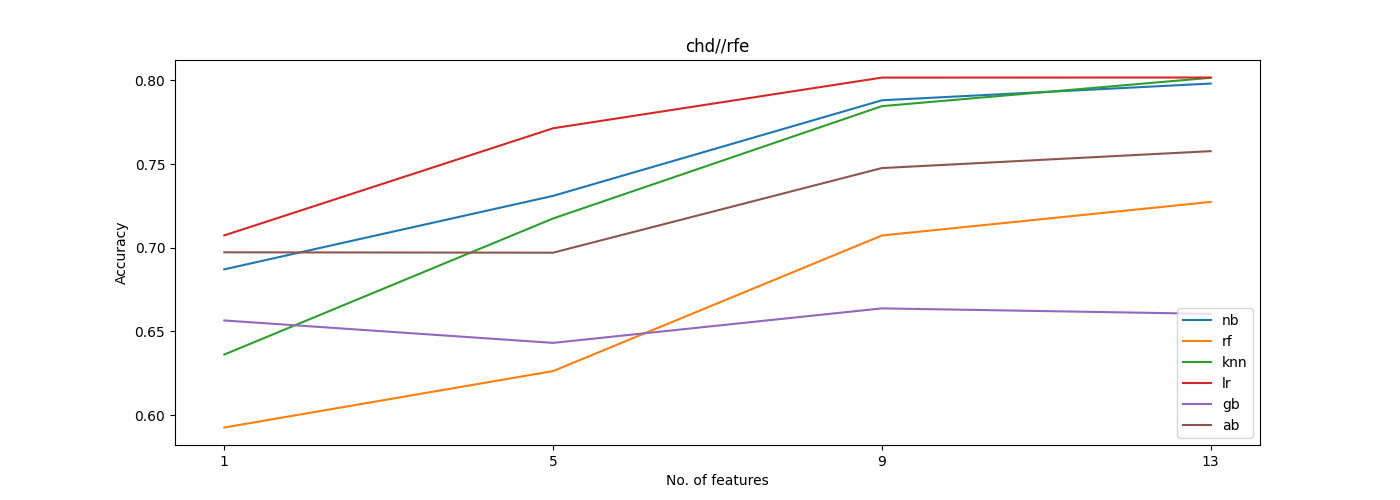 chd//rfe
Accuracy
0.80
0.75
0.70
0.65
0.60
1 5 9 13
No. of features
nb
rf
knn
lr
gb
ab